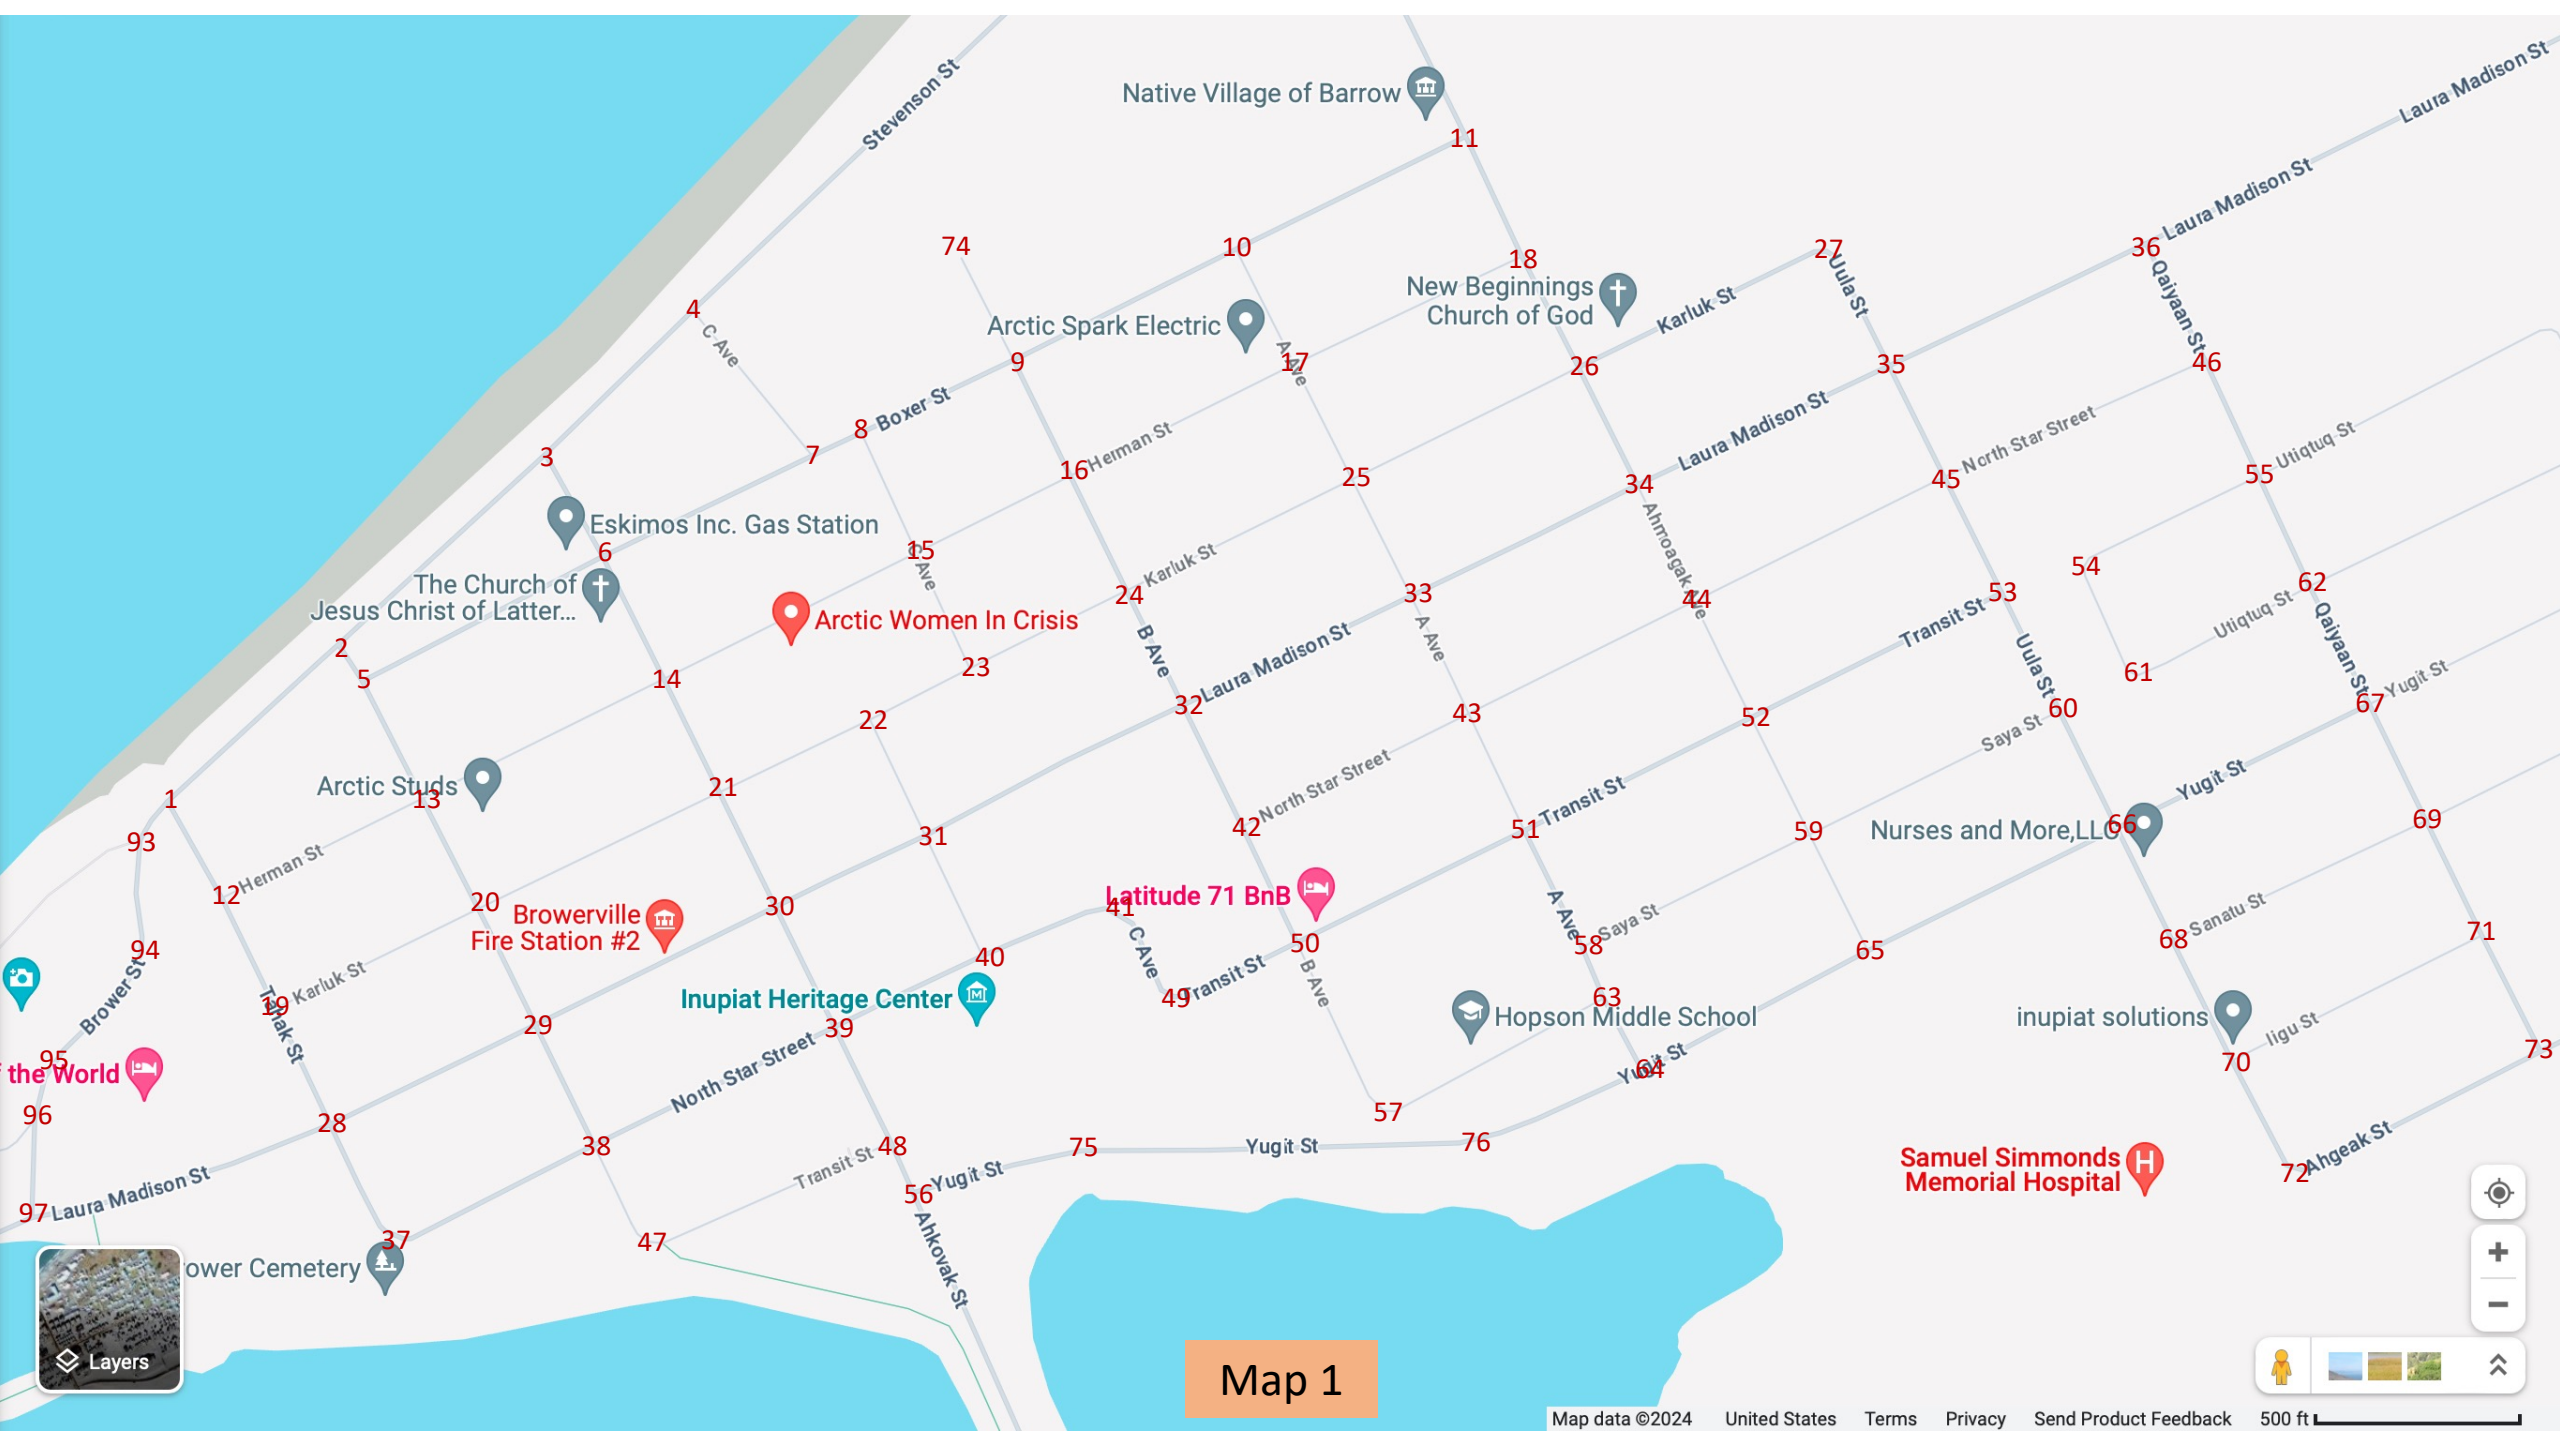 Stevenson St
Laura Madison St
Native Village of Barrow
11
Laura Madison St
74
10
18
27
36
Uula St
Qaiyaan St
New Beginnings
Church of God
Karluk St
4
C Ave
Arctic Spark Electric
A Ave
9
17
26
35
46
Boxer St
8
7
3
Herman St
16
25
Laura Madison St
34
North Star Street
45
Utiqtuq St
55
Eskimos Inc. Gas Station
6
15
C Ave
Karluk St
Ahmoagak Ave
The Church of
Jesus Christ of Latter...
Arctic Women In Crisis
24
33
44
Transit St
53
54
62
Utiqtuq St
2
5
14
23
B Ave
Laura Madison St
A Ave
Uula St
Qaiyaan St
61
22
32
43
52
60
67
Yugit St
Saya St
Arctic Studs
13
21
North Star Street
Transit St
Yugit St
1
93
31
42
51
59
Nurses and More,LLC
66
69
Herman St
12
20
30
Latitude 71 BnB
41
Browerville
Fire Station #2
C Ave
50
A Ave
Saya St
58
65
68
Sanatu St
71
94
Brower St
Karluk St
19
Tahak St
40
Transit St
49
B Ave
63
Inupiat Heritage Center
29
39
Hopson Middle School
inupiat solutions
Iigu St
73
95
the World
North Star Street
Yugit St
64
70
96
28
57
38
Transit St
48
75
Yugit St
76
Samuel Simmonds
Memorial Hospital
72
Ahgeak St
97
Laura Madison St
56
Yugit St
37
47
Ahkovak St
ower Cemetery
Layers
Map 1
Map data ©2024 United States Terms Privacy Send Product Feedback 500 ft